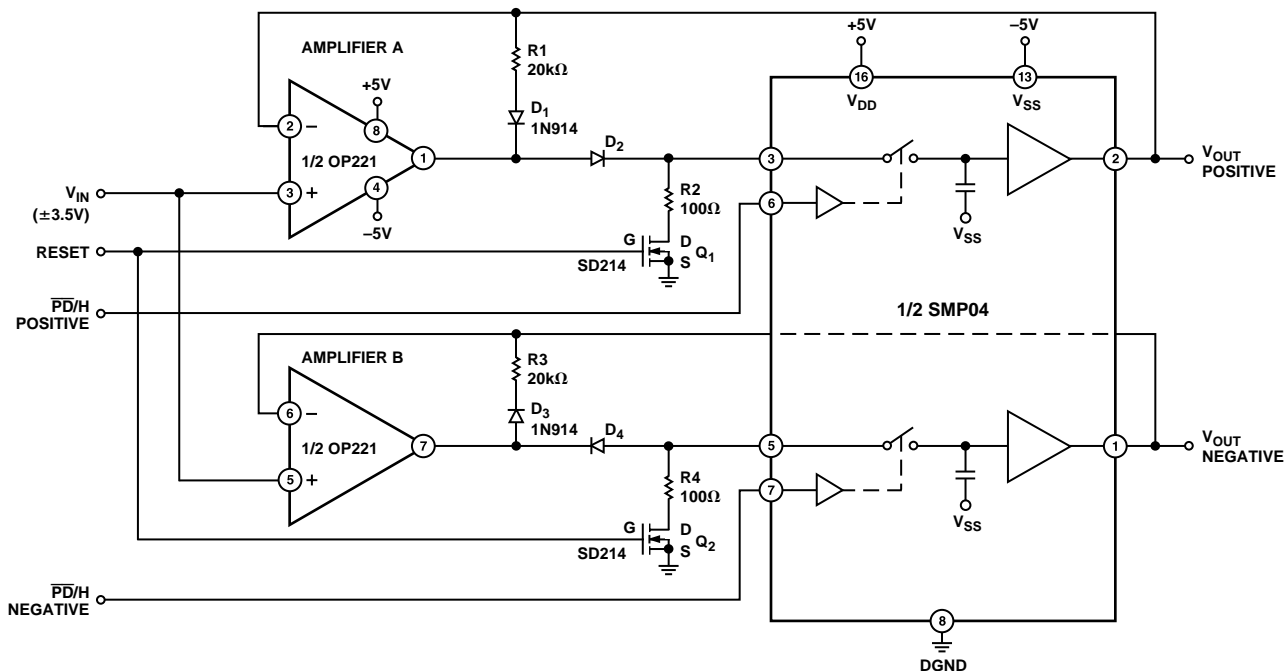 AMPLIFIER A
+5V
–5V
1/2 OP221
2
–
3
+
8
4
1
R1
20kΩ
D1
1N914
D2
R2
100Ω
G
D
S
Q1
SD214
VIN
(±3.5V)
RESET
PD/H
POSITIVE
+5V
–5V
16
13
VDD
VSS
3
6
VSS
2
VOUT
POSITIVE
1/2 SMP04
AMPLIFIER B
6
–
5
+
1/2 OP221
7
R3
20kΩ
D3
1N914
D4
R4
100Ω
G
D
S
Q2
SD214
5
7
VSS
1
VOUT
NEGATIVE
PD/H
NEGATIVE
8
DGND